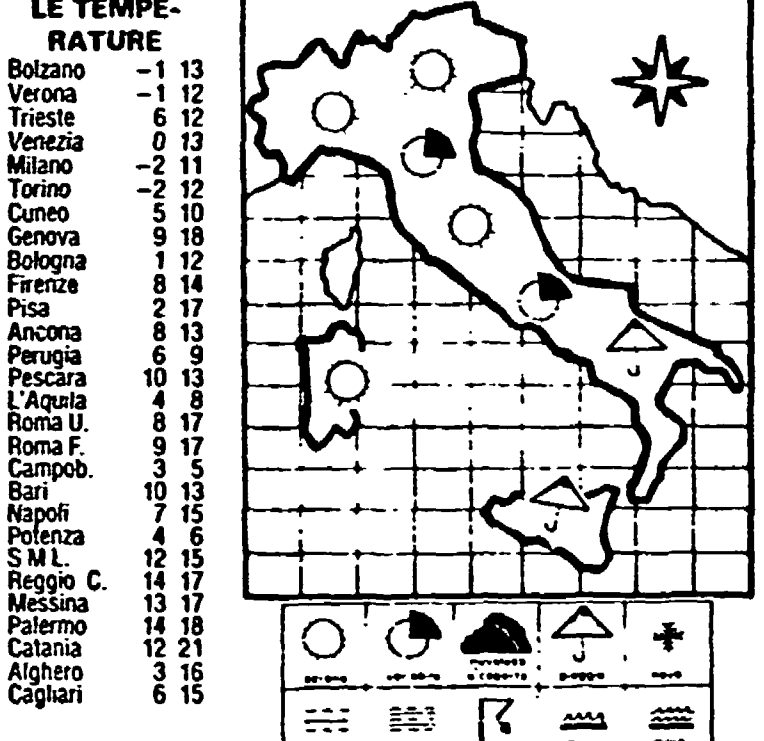 LE TEMPE-
RATURE
Bolzano -1 13
Verona -1 12
Trieste 6 12
Venezia 0 13
Milano -2 11
Torino -2 12
Cuneo 5 10
Genova 9 18
Bologna 1 12
Firenze 8 14
Pisa 2 17
Ancona 8 13
Perugia 6 9
Pescara 10 13
L'Aquila 4 8
Roma U. 8 17
Roma F. 9 17
Campob. 3 5
Bari 10 13
Napoli 7 15
Potenza 4 6
S M L. 12 15
Reggio C. 14 17
Messina 13 17
Palermo 14 18
Catania 12 21
Alghero 3 16
Cagliari 6 15